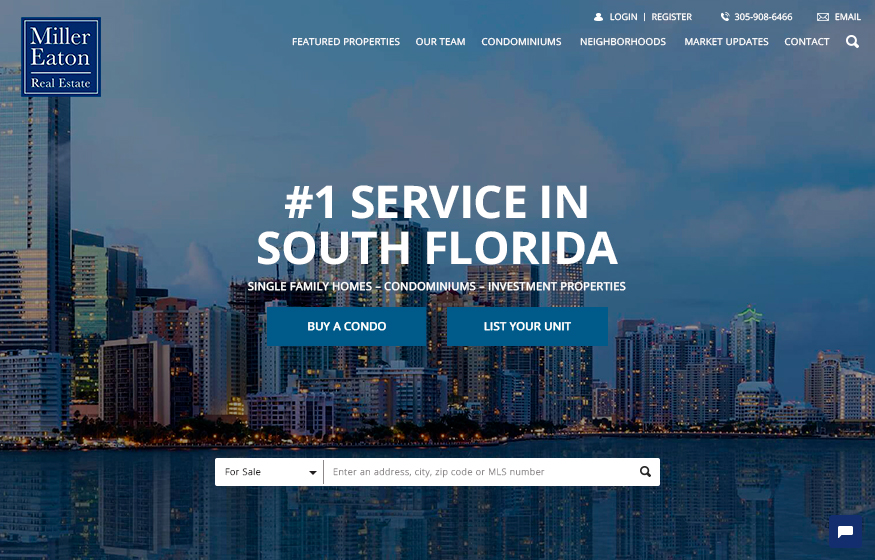 LOGIN | REGISTER
305-908-6466
EMAIL
Miller
Eaton
Real Estate
FEATURED PROPERTIES
OUR TEAM
CONDOMINIUMS
NEIGHBORHOODS
MARKET UPDATES
CONTACT
#1 SERVICE IN
SOUTH FLORIDA
SINGLE FAMILY HOMES – CONDOMINIUMS – INVESTMENT PROPERTIES
BUY A CONDO
LIST YOUR UNIT
For Sale
Enter an address, city, zip code or MLS number